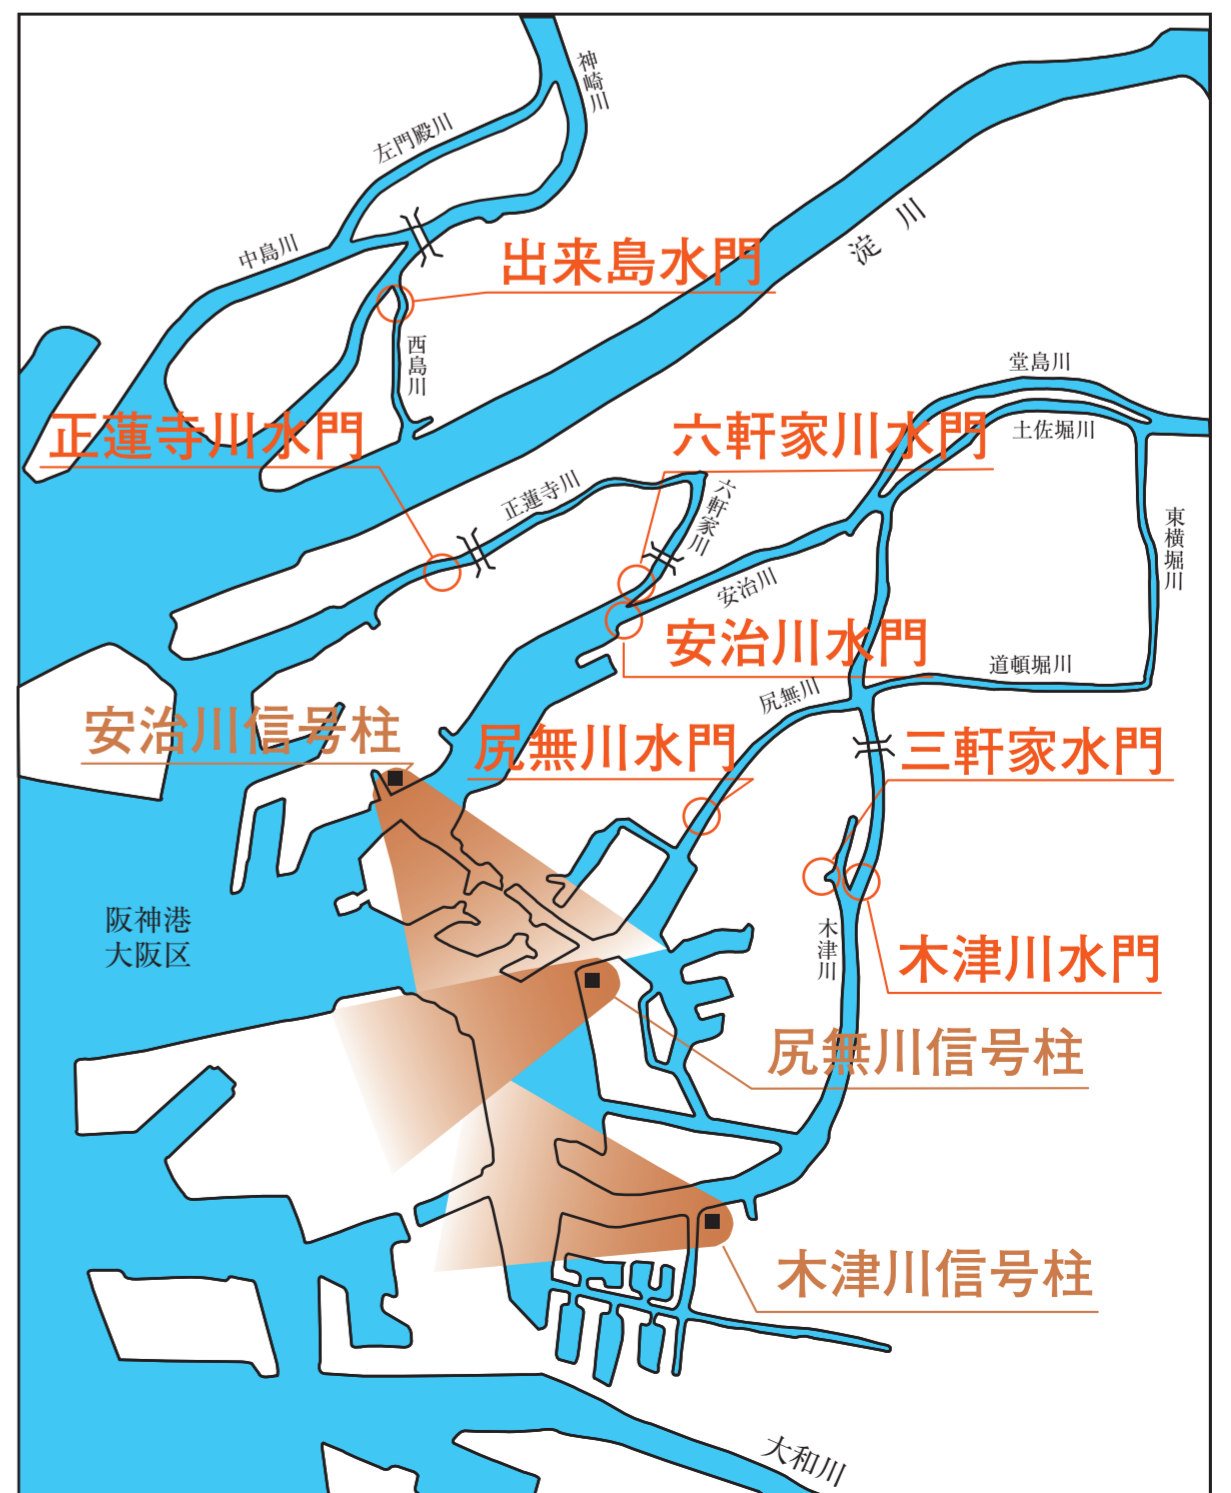 神崎川
左門殿川
中島川
出来島水門
淀川
西島川
堂島川
正蓮寺川水門
六軒家川水門
土佐堀川
正蓮寺川
六軒家川
東横堀川
安治川
安治川水門
道頓堀川
尻無川
安治川信号柱
尻無川水門
三軒家水門
阪神港
大阪区
木津川
木津川水門
尻無川信号柱
木津川信号柱
大和川